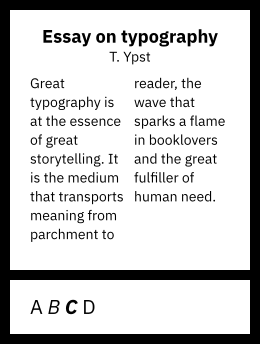 Essay on typography
T. Ypst
Great
typography is
at the essence
of great
storytelling. It
is the medium
that transports
meaning from
parchment to
reader, the
wave that
sparks a flame
in booklovers
and the great
fulfiller of
human need.
A B C D